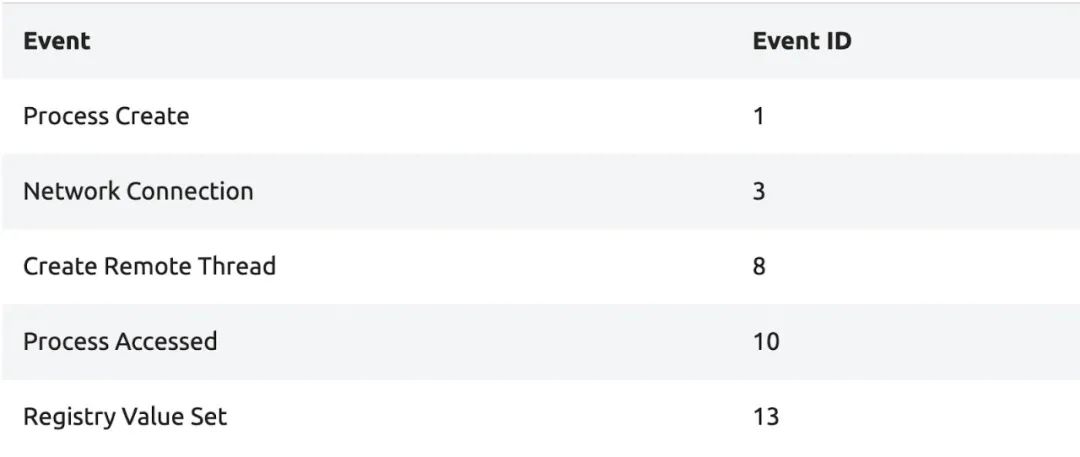 Event Event ID
Process Create 1
Network Connection 3
Create Remote Thread 8
Process Accessed 10
Registry Value Set 13